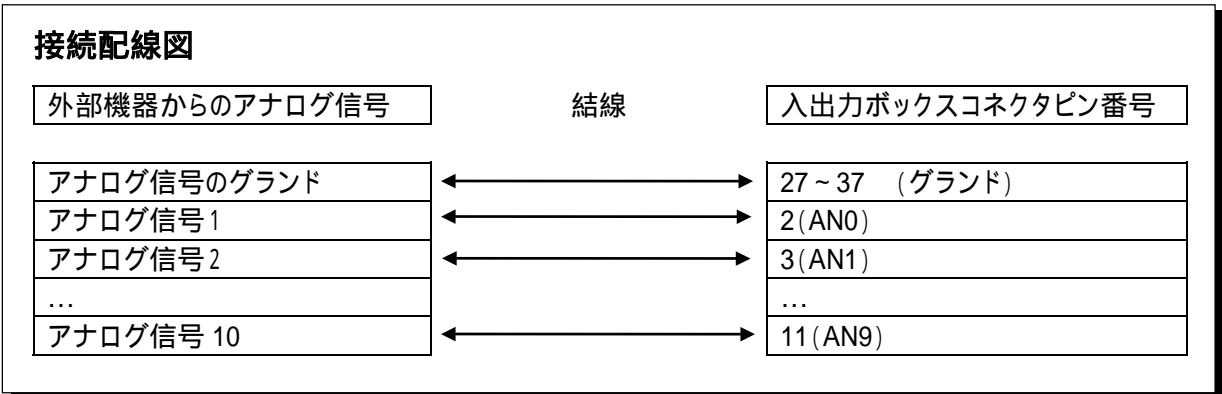 接続配線図
外部機器からのアナログ信号 結線 入出力ボックスコネクタピン番号
アナログ信号のグランド 27~37 (グランド)
アナログ信号1 2(AN0)
アナログ信号2 3(AN1)
… …
アナログ信号 10 11(AN9)